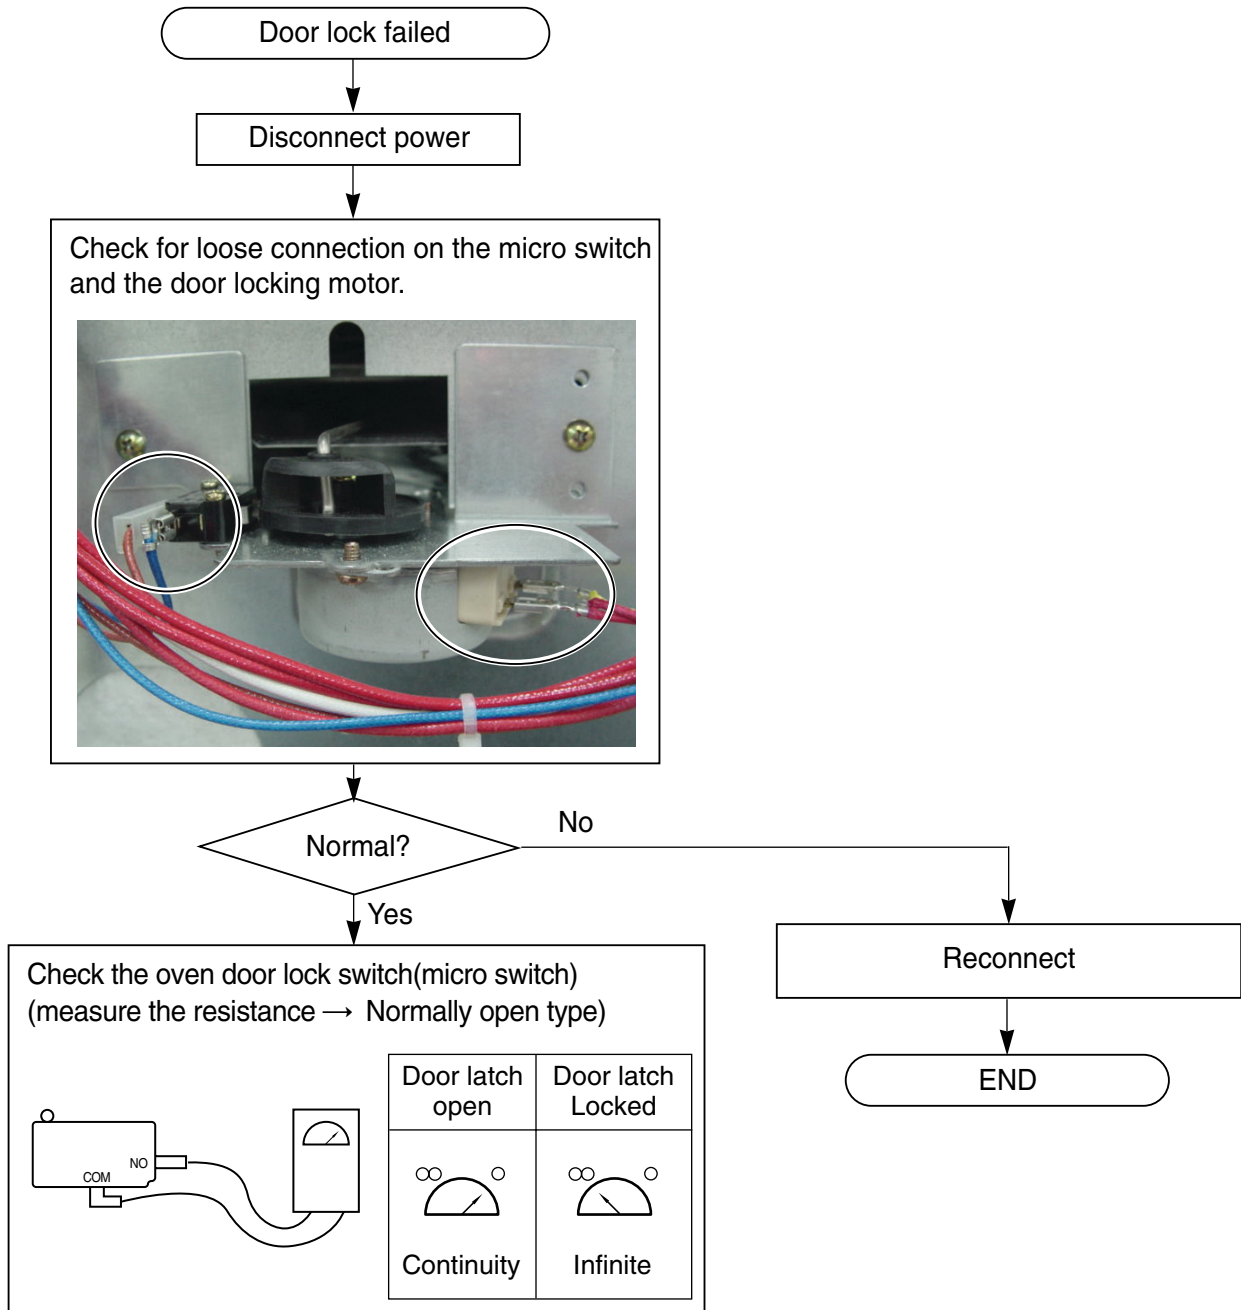 Door lock failed
Disconnect power
Check for loose connection on the micro switch
and the door locking motor.
Normal?
No
Yes
Reconnect
END
Check the oven door lock switch(micro switch)
(measure the resistance → Normally open type)
NO
COM
Door latch
open
Door latch
Locked
Continuity
Infinite